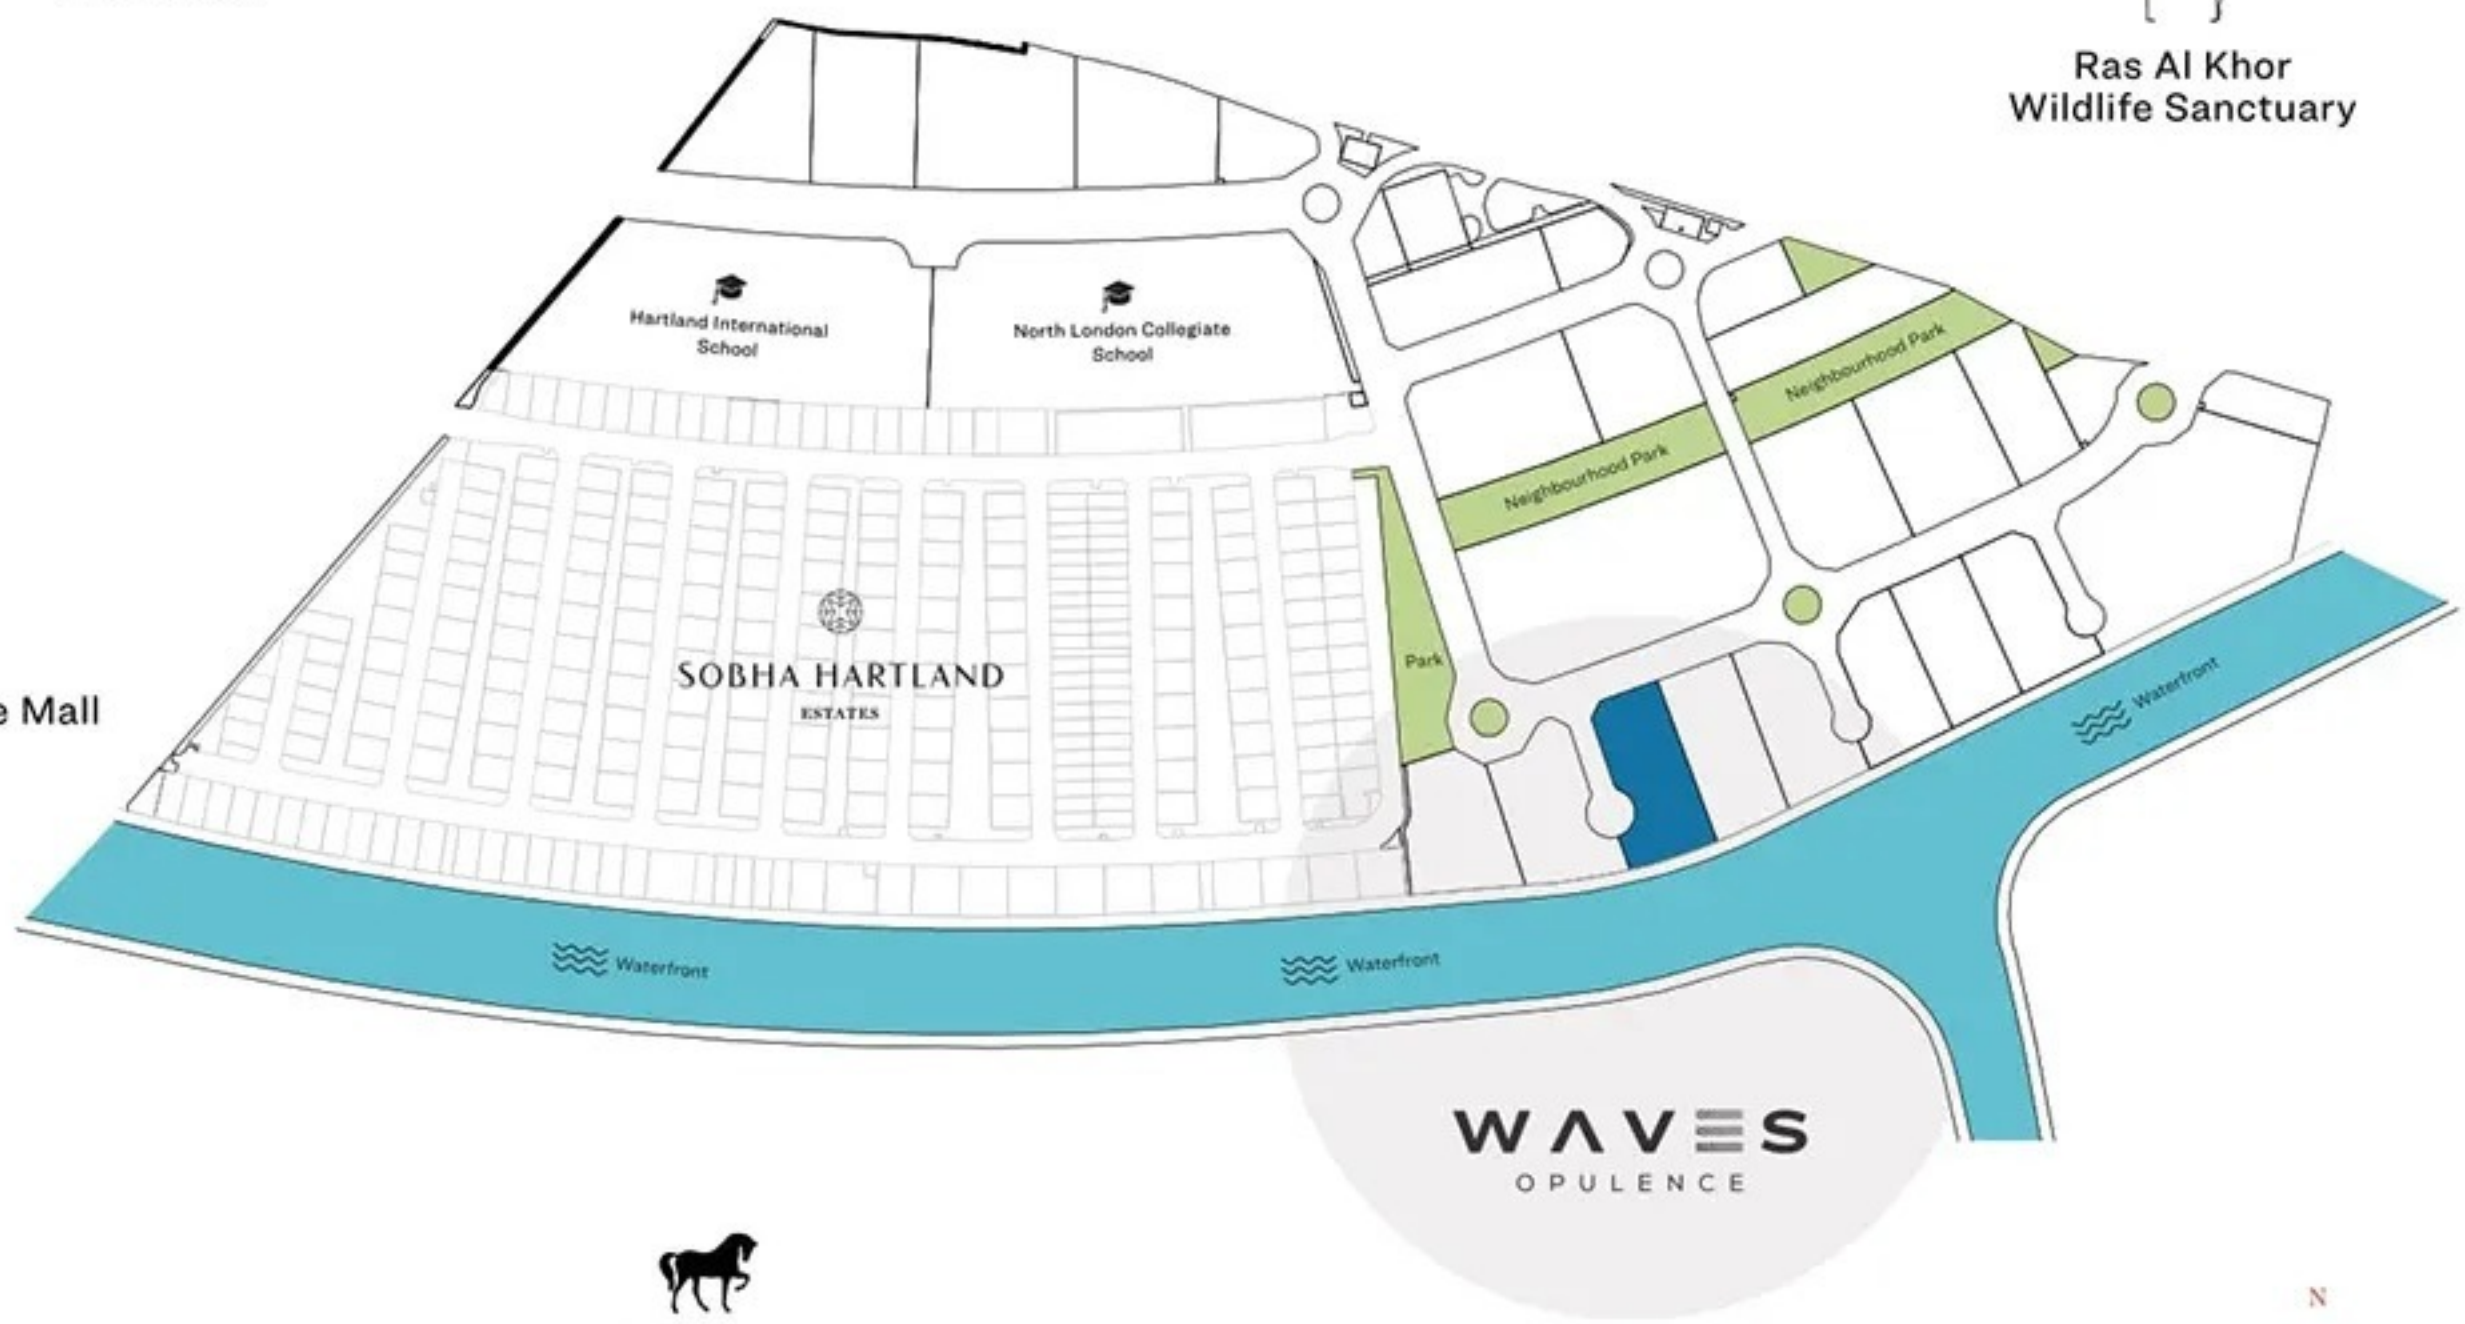 Ras Al Khor
Wildlife Sanctuary
Hartland International
School
North London Collegiate
School
Neighbourhood Park
Neighbourhood Park
SOBHA HARTLAND
ESTATES
Park
Mall
Waterfront
Waterfront
Waterfront
WAVES
OPULENCE
N